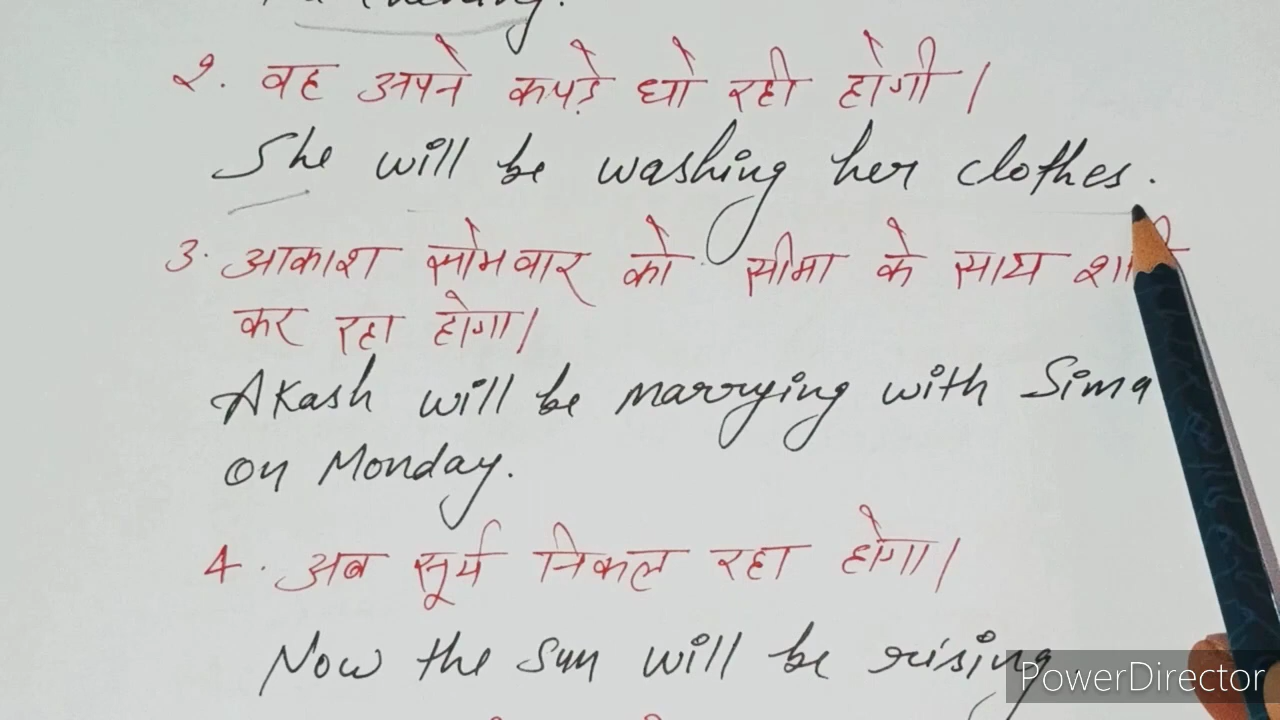 २. वह अपने कपड़े धो रही होगी।
She will be washing her clothes.
3. आकाश सोमवार को सीमा के साथ
कर रहा होगा।
Akash will be marrying with Sima
on Monday.
4. अब सूर्य निकल रहा होगा।
Now the Sun will be rising
PowerDirector